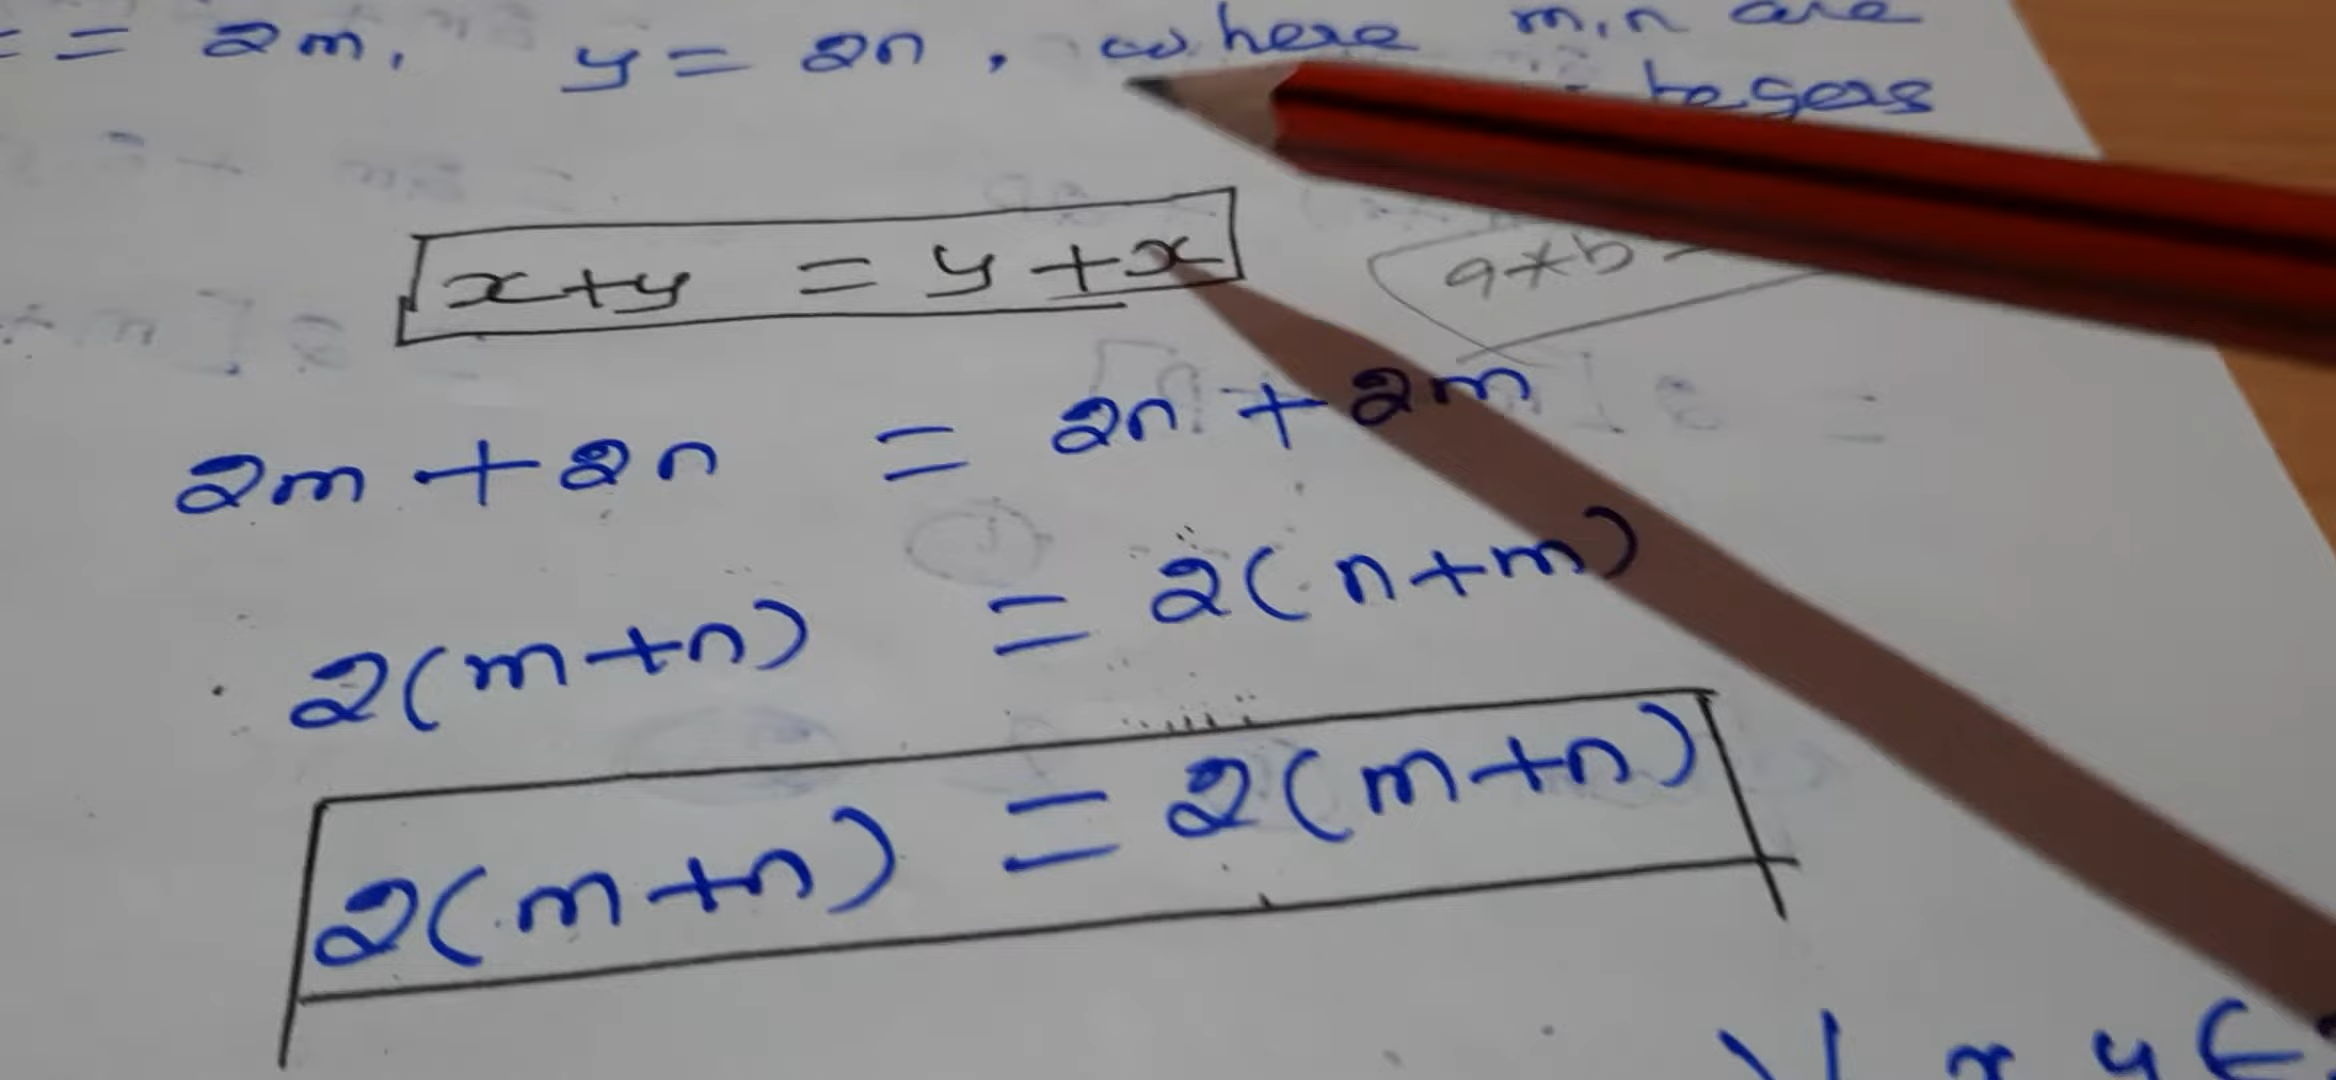 = 2m, y = 2n, where m,n are
tegers
x+y = y+x
a*b
2m + 2n = 2n + 2m
2(m+n) = 2(n+m)
2(m+n) = 2(m+n)
∀ x y ∈